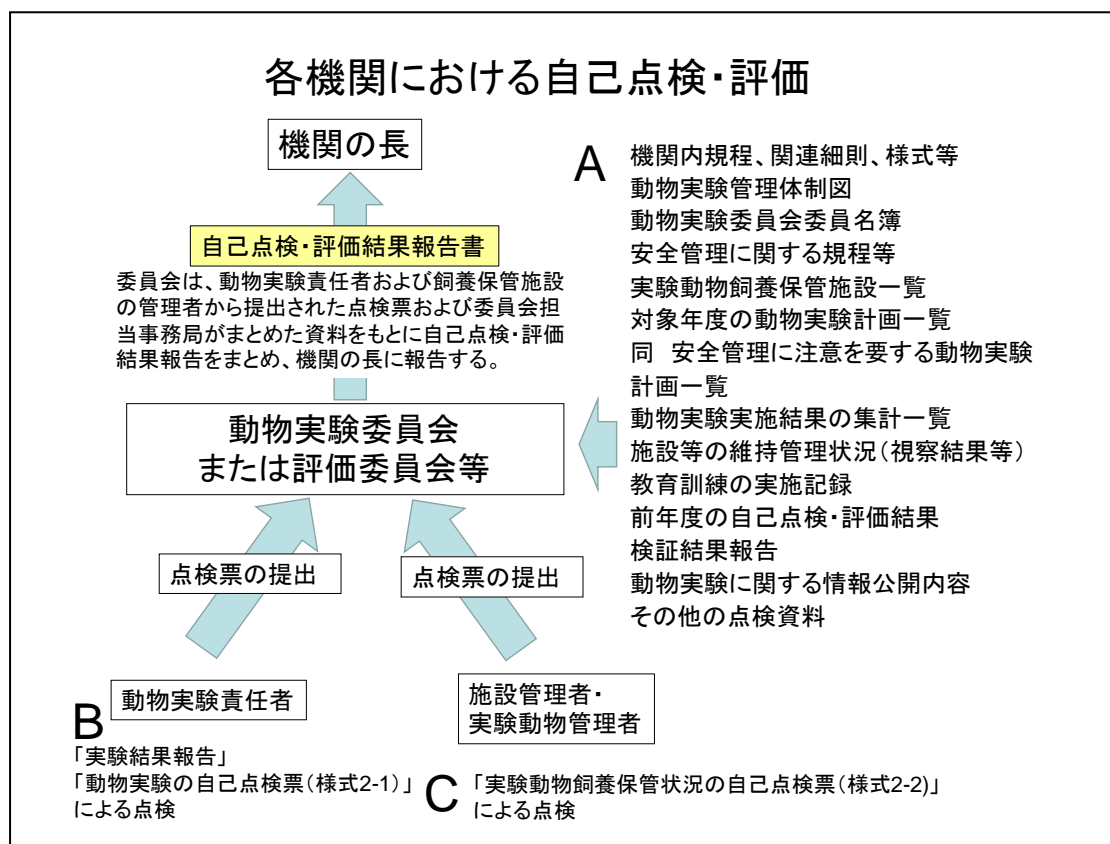 各機関における自己点検・評価
機関の長
自己点検・評価結果報告書
委員会は、動物実験責任者および飼養保管施設
の管理者から提出された点検票および委員会担
当事務局がまとめた資料をもとに自己点検・評価
結果報告をまとめ、機関の長に報告する。
動物実験委員会
または評価委員会等
点検票の提出
点検票の提出
A
機関内規程、関連細則、様式等
動物実験管理体制図
動物実験委員会委員名簿
安全管理に関する規程等
実験動物飼養保管施設一覧
対象年度の動物実験計画一覧
同　安全管理に注意を要する動物実験
計画一覧
動物実験実施結果の集計一覧
施設等の維持管理状況(視察結果等)
教育訓練の実施記録
前年度の自己点検・評価結果
検証結果報告
動物実験に関する情報公開内容
その他の点検資料
B
動物実験責任者
「実験結果報告」
「動物実験の自己点検票(様式2-1)」
による点検
施設管理者・
実験動物管理者
C
「実験動物飼養保管状況の自己点検票(様式2-2)」
による点検